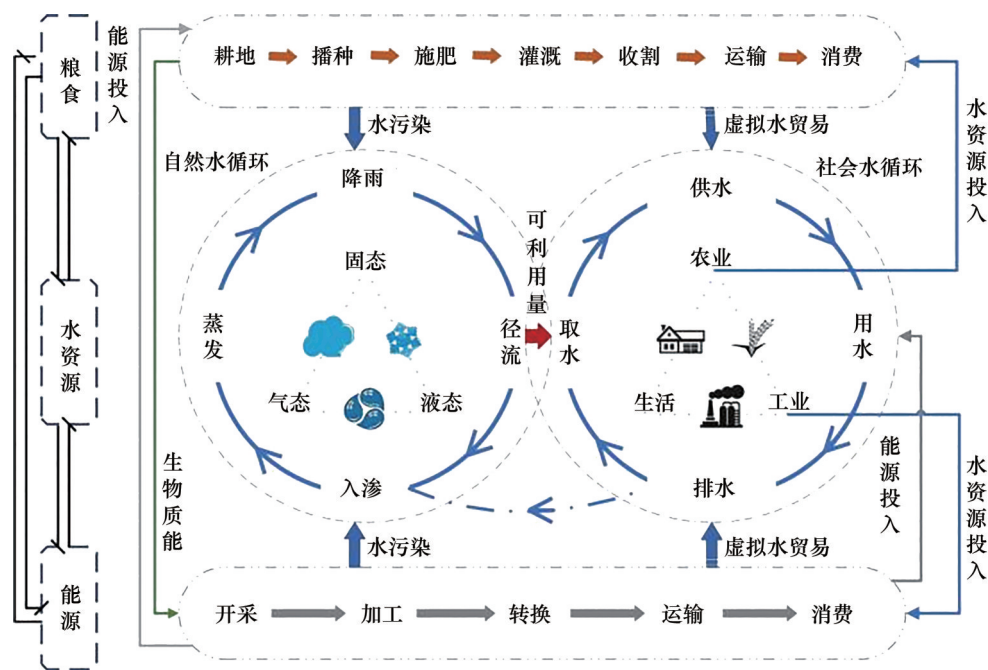 粮食
能源投入
耕地 播种 施肥 灌溉 收割 运输 消费
水污染
虚拟水贸易
自然水循环
社会水循环
水资源投入
降雨
供水
可利用量
固态
农业
水资源
蒸发
径流
取水
用水
气态
液态
生活
工业
入渗
排水
生物质能
能源投入
水资源投入
水污染
虚拟水贸易
能源
开采 加工 转换 运输 消费